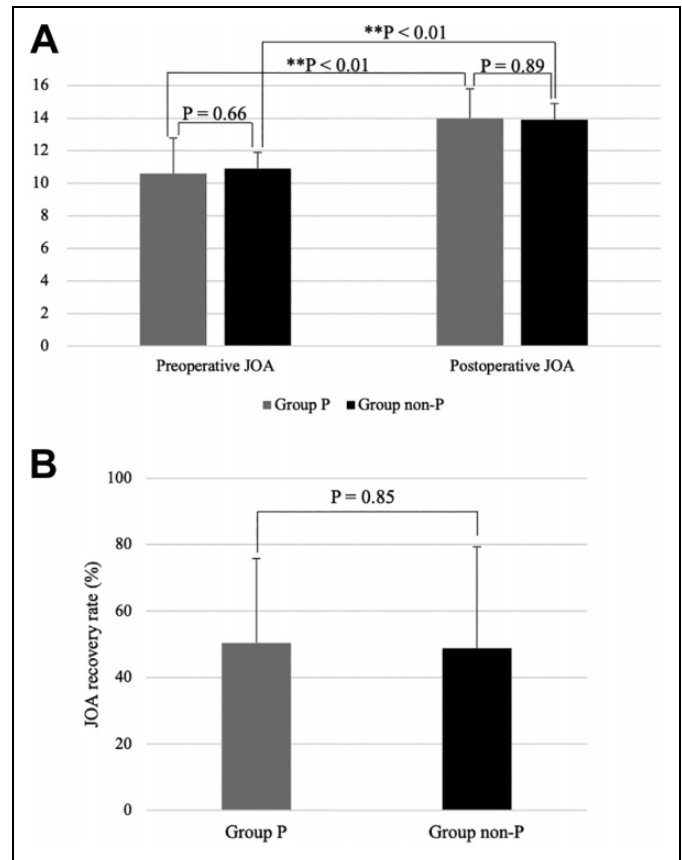 A
**P < 0.01
**P < 0.01
P = 0.89
P = 0.66
16
14
12
10
8
6
4
2
0
Preoperative JOA
Postoperative JOA
Group P
Group non-P
B
100
P = 0.85
80
60
40
20
0
JOA recovery rate (%)
Group P
Group non-P